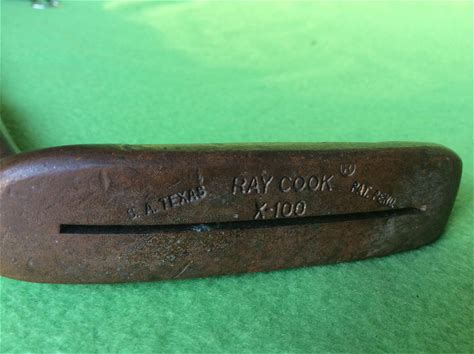 S. A. TEXAS RAY COOK ® PAT. PEND.
X-100